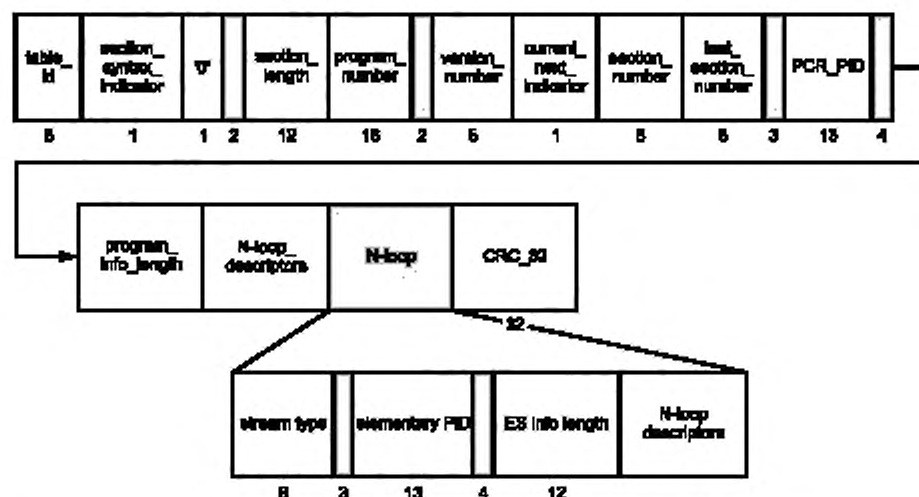 table_
id
section_
syntax_
indicator
'0'
section_
length
program_
number
version_
number
current_
next_
indicator
section_
number
last_
section_
number
PCR_PID
8 1 1 2 12 16 2 5 1 8 8 3 13 4
program_
info_length
N-loop_
descriptors
N-loop
CRC_32
32
stream type
elementary PID
ES info length
N-loop
descriptors
8 3 13 4 12